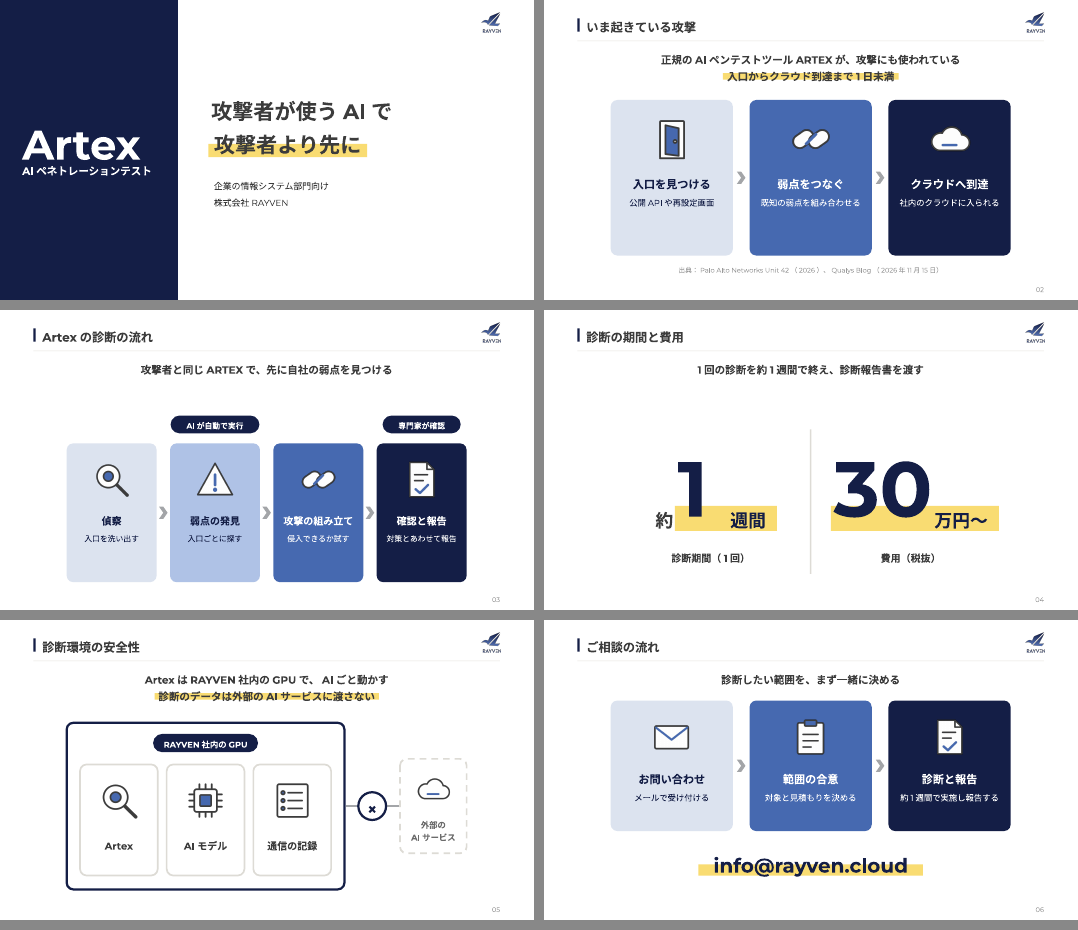 Artex
AI ペネトレーションテスト
RAYVEN
攻撃者が使う AI で
攻撃者より先に
企業の情報システム部門向け
株式会社 RAYVEN
いま起きている攻撃
RAYVEN
正規の AI ペンテストツール ARTEX が、攻撃にも使われている
入口からクラウド到達まで 1 日未満
入口を見つける
公開 API や再設定画面
弱点をつなぐ
既知の弱点を組み合わせる
クラウドへ到達
社内のクラウドに入られる
出典： Palo Alto Networks Unit 42 （ 2026 ）、 Qualys Blog （ 2026 年 11 月 15 日）
02
Artex の診断の流れ
RAYVEN
攻撃者と同じ ARTEX で、先に自社の弱点を見つける
AI が自動で実行
専門家が確認
偵察
入口を洗い出す
弱点の発見
入口ごとに探す
攻撃の組み立て
侵入できるか試す
確認と報告
対策とあわせて報告
03
診断の期間と費用
RAYVEN
1 回の診断を約 1 週間で終え、診断報告書を渡す
約 1 週間
診断期間（ 1 回）
30 万円〜
費用（税抜）
04
診断環境の安全性
RAYVEN
Artex は RAYVEN 社内の GPU で、 AI ごと動かす
診断のデータは外部の AI サービスに渡さない
RAYVEN 社内の GPU
Artex
AI モデル
通信の記録
外部の
AI サービス
05
ご相談の流れ
RAYVEN
診断したい範囲を、まず一緒に決める
お問い合わせ
メールで受け付ける
範囲の合意
対象と見積もりを決める
診断と報告
約 1 週間で実施し報告する
info@rayven.cloud
06